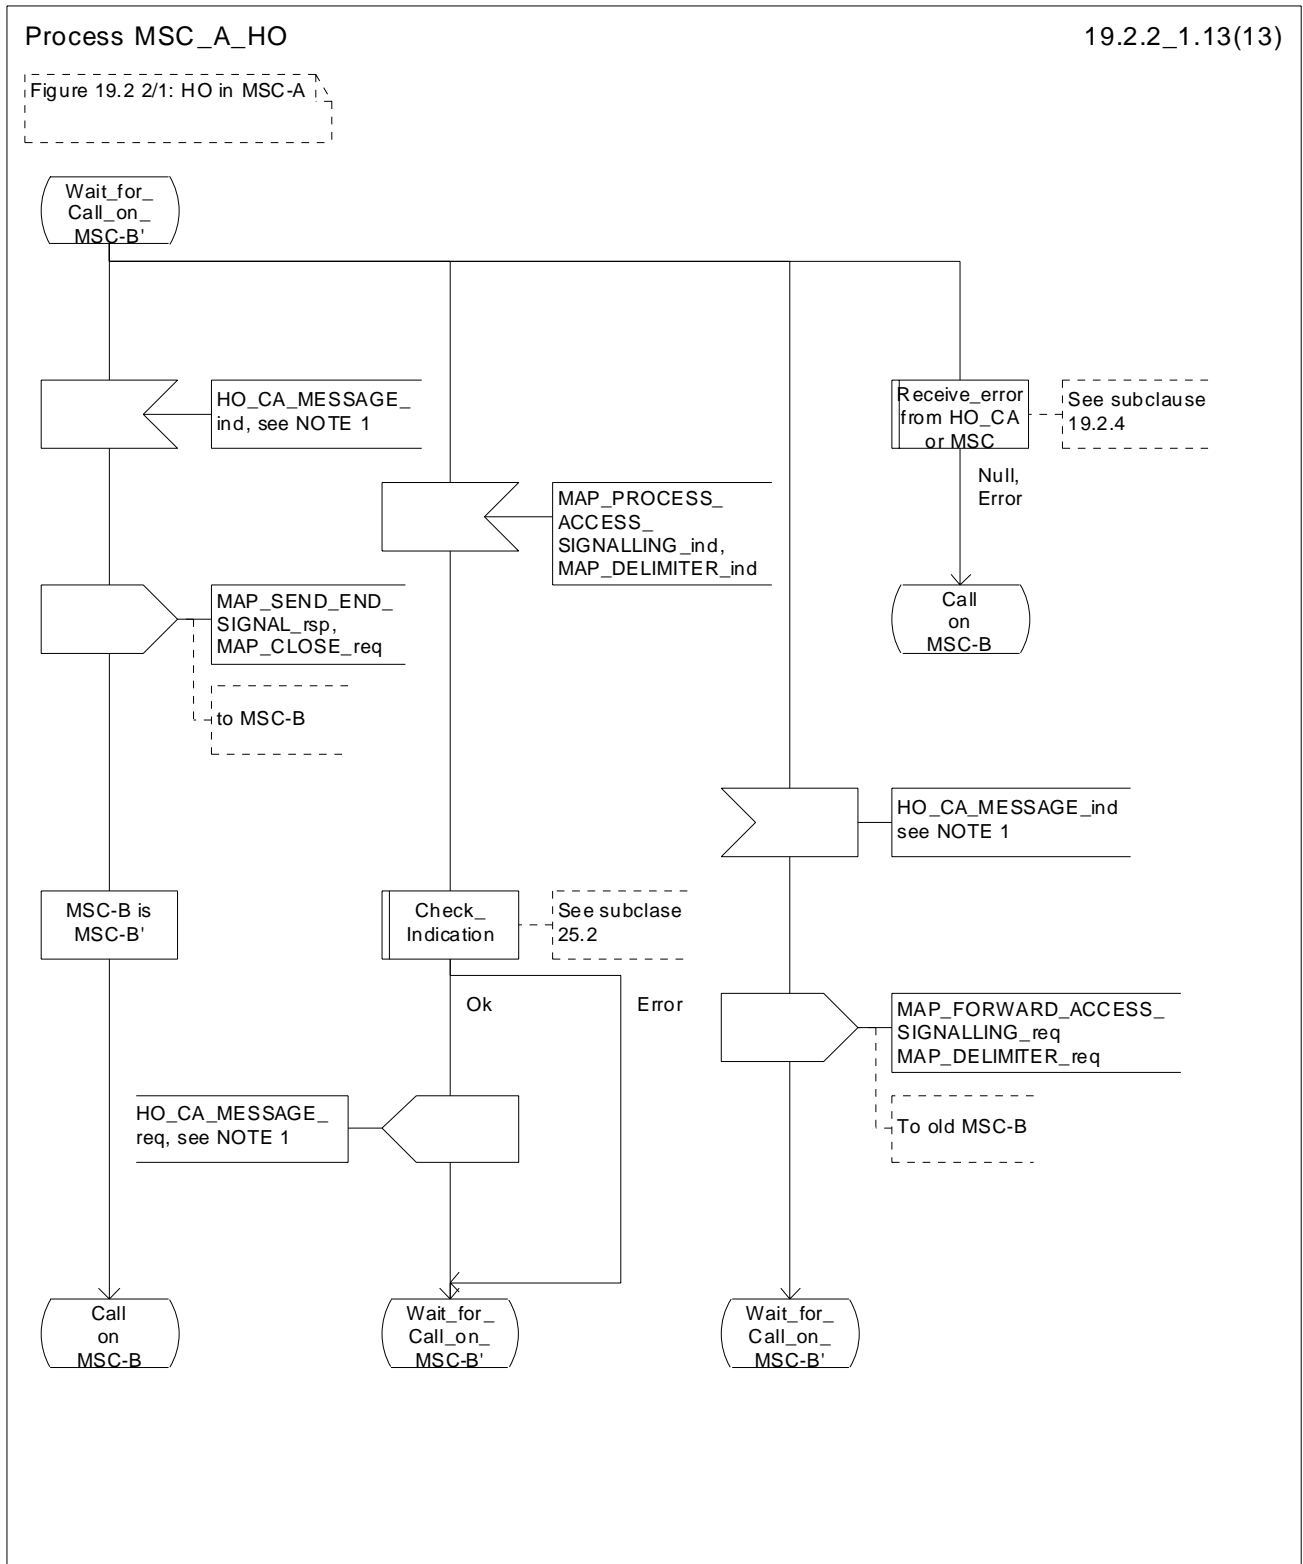 Process MSC_A_HO
19.2.2_1.13(13)
Figure 19.2 2/1: HO in MSC-A
Wait_for_
Call_on_
MSC-B'
HO_CA_MESSAGE_
ind, see NOTE 1
Receive_error
from HO_CA
or MSC
See subclause
19.2.4
Null,
Error
MAP_PROCESS_
ACCESS_
SIGNALLING_ind,
MAP_DELIMITER_ind
MAP_SEND_END_
SIGNAL_rsp,
MAP_CLOSE_req
Call
on
MSC-B
to MSC-B
HO_CA_MESSAGE_ind
see NOTE 1
MSC-B is
MSC-B'
Check_
Indication
See subclase
25.2
Ok
Error
MAP_FORWARD_ACCESS_
SIGNALLING_req
MAP_DELIMITER_req
HO_CA_MESSAGE_
req, see NOTE 1
To old MSC-B
Call
on
MSC-B
Wait_for_
Call_on_
MSC-B'
Wait_for_
Call_on_
MSC-B'